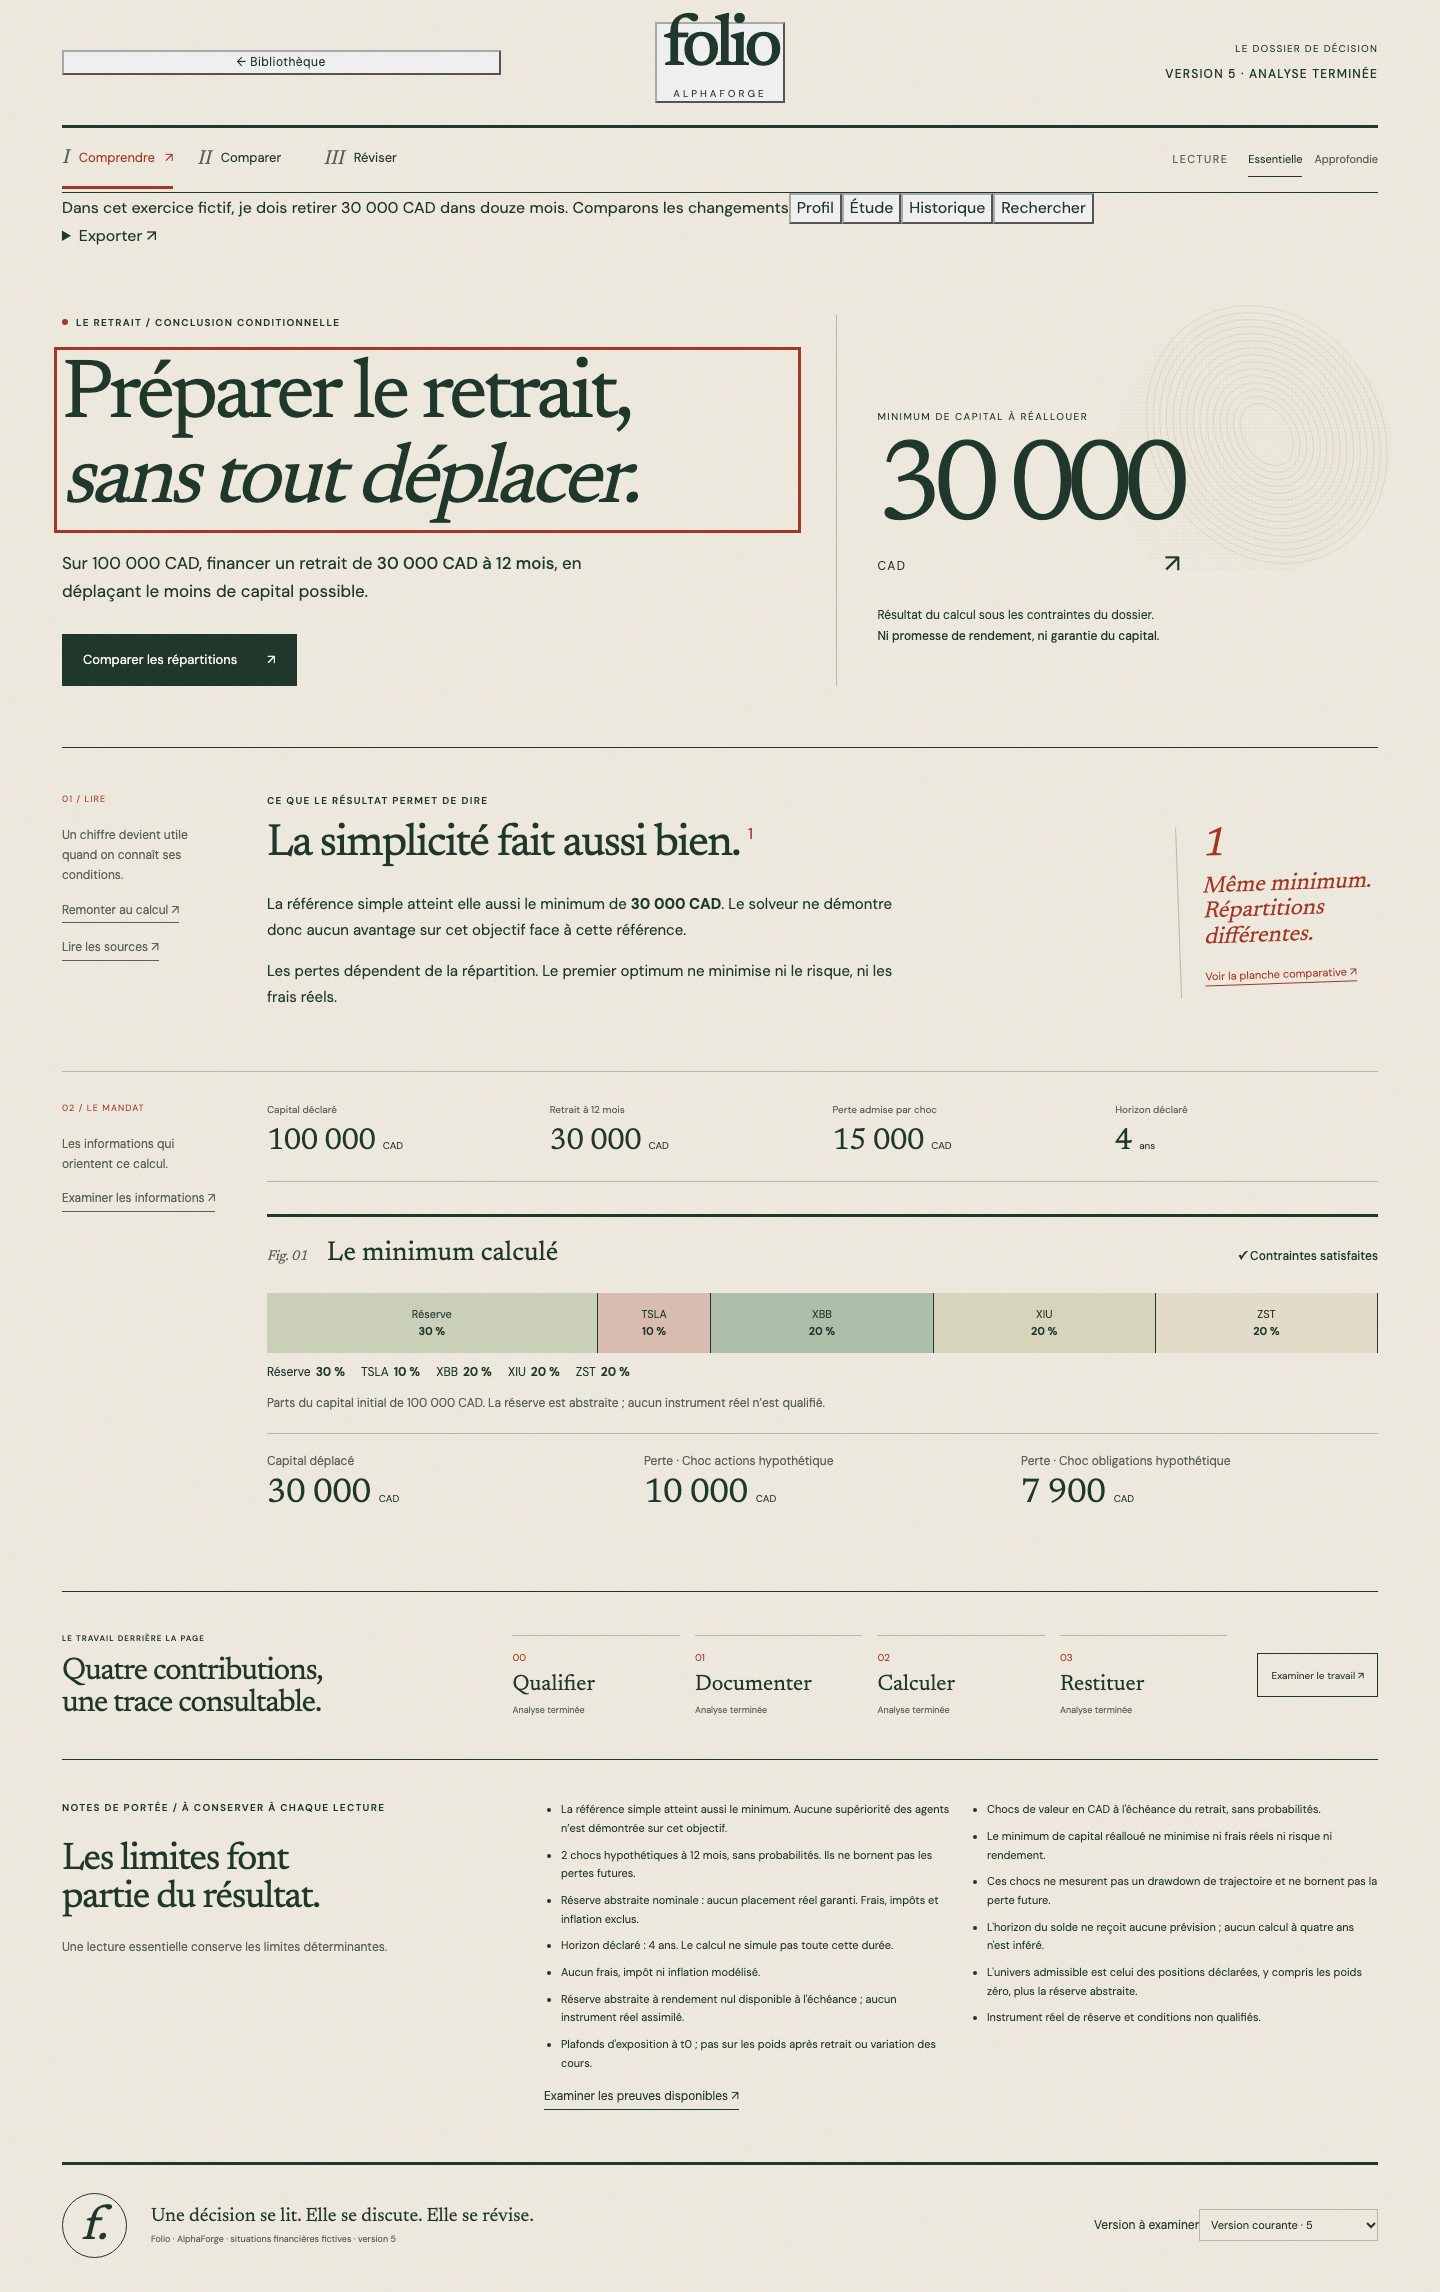 ← Bibliothèque
folio
ALPHAFORGE
LE DOSSIER DE DÉCISION
VERSION 5 · ANALYSE TERMINÉE
I Comprendre ↗ II Comparer III Réviser
LECTURE Essentielle Approfondie
Dans cet exercice fictif, je dois retirer 30 000 CAD dans douze mois. Comparons les changements Profil Étude Historique Rechercher
▶ Exporter ↗
LE RETRAIT / CONCLUSION CONDITIONNELLE
Préparer le retrait,
sans tout déplacer.
Sur 100 000 CAD, financer un retrait de 30 000 CAD à 12 mois, en
déplaçant le moins de capital possible.
Comparer les répartitions ↗
MINIMUM DE CAPITAL À RÉALLOUER
30 000
CAD ↗
Résultat du calcul sous les contraintes du dossier.
Ni promesse de rendement, ni garantie du capital.
01 / LIRE
Un chiffre devient utile
quand on connaît ses
conditions.
Remonter au calcul ↗
Lire les sources ↗
CE QUE LE RÉSULTAT PERMET DE DIRE
La simplicité fait aussi bien. 1
La référence simple atteint elle aussi le minimum de 30 000 CAD. Le solveur ne démontre
donc aucun avantage sur cet objectif face à cette référence.
Les pertes dépendent de la répartition. Le premier optimum ne minimise ni le risque, ni les
frais réels.
1
Même minimum.
Répartitions
différentes.
Voir la planche comparative ↗
02 / LE MANDAT
Les informations qui
orientent ce calcul.
Examiner les informations ↗
Capital déclaré
100 000 CAD
Retrait à 12 mois
30 000 CAD
Perte admise par choc
15 000 CAD
Horizon déclaré
4 ans
Fig. 01 Le minimum calculé
✓ Contraintes satisfaites
Réserve
30 %
TSLA
10 %
XBB
20 %
XIU
20 %
ZST
20 %
Réserve 30 % TSLA 10 % XBB 20 % XIU 20 % ZST 20 %
Parts du capital initial de 100 000 CAD. La réserve est abstraite ; aucun instrument réel n’est qualifié.
Capital déplacé
30 000 CAD
Perte · Choc actions hypothétique
10 000 CAD
Perte · Choc obligations hypothétique
7 900 CAD
LE TRAVAIL DERRIÈRE LA PAGE
Quatre contributions,
une trace consultable.
00
Qualifier
Analyse terminée
01
Documenter
Analyse terminée
02
Calculer
Analyse terminée
03
Restituer
Analyse terminée
Examiner le travail ↗
NOTES DE PORTÉE / À CONSERVER À CHAQUE LECTURE
Les limites font
partie du résultat.
Une lecture essentielle conserve les limites déterminantes.
• La référence simple atteint aussi le minimum. Aucune supériorité des agents
n’est démontrée sur cet objectif.
• 2 chocs hypothétiques à 12 mois, sans probabilités. Ils ne bornent pas les
pertes futures.
• Réserve abstraite nominale : aucun placement réel garanti. Frais, impôts et
inflation exclus.
• Horizon déclaré : 4 ans. Le calcul ne simule pas toute cette durée.
• Aucun frais, impôt ni inflation modélisé.
• Réserve abstraite à rendement nul disponible à l'échéance ; aucun
instrument réel assimilé.
• Plafonds d'exposition à t0 ; pas sur les poids après retrait ou variation des
cours.
• Chocs de valeur en CAD à l'échéance du retrait, sans probabilités.
• Le minimum de capital réalloué ne minimise ni frais réels ni risque ni
rendement.
• Ces chocs ne mesurent pas un drawdown de trajectoire et ne bornent pas la
perte future.
• L'horizon du solde ne reçoit aucune prévision ; aucun calcul à quatre ans
n'est inféré.
• L'univers admissible est celui des positions déclarées, y compris les poids
zéro, plus la réserve abstraite.
• Instrument réel de réserve et conditions non qualifiés.
Examiner les preuves disponibles ↗
f.
Une décision se lit. Elle se discute. Elle se révise.
Folio · AlphaForge · situations financières fictives · version 5
Version à examiner Version courante · 5